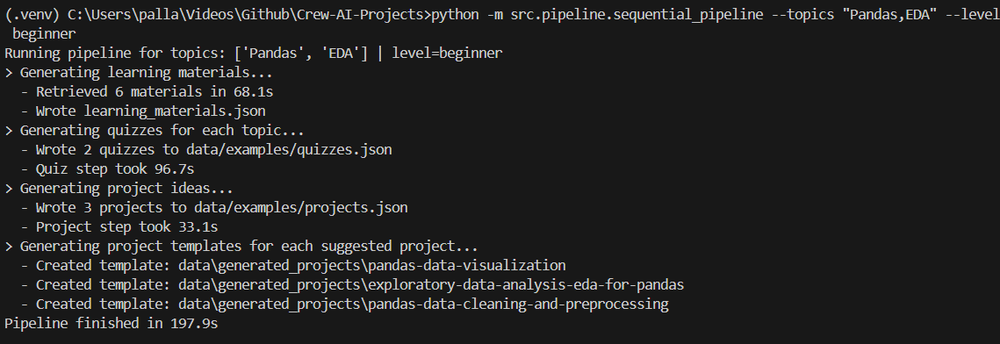 (.venv) C:\Users\palla\Videos\Github\Crew-AI-Projects>python -m src.pipeline.sequential_pipeline --topics "Pandas,EDA" --level
 beginner
Running pipeline for topics: ['Pandas', 'EDA'] | level=beginner
> Generating learning materials...
  - Retrieved 6 materials in 68.1s
  - Wrote learning_materials.json
> Generating quizzes for each topic...
  - Wrote 2 quizzes to data/examples/quizzes.json
  - Quiz step took 96.7s
> Generating project ideas...
  - Wrote 3 projects to data/examples/projects.json
  - Project step took 33.1s
> Generating project templates for each suggested project...
  - Created template: data\generated_projects\pandas-data-visualization
  - Created template: data\generated_projects\exploratory-data-analysis-eda-for-pandas
  - Created template: data\generated_projects\pandas-data-cleaning-and-preprocessing
Pipeline finished in 197.9s